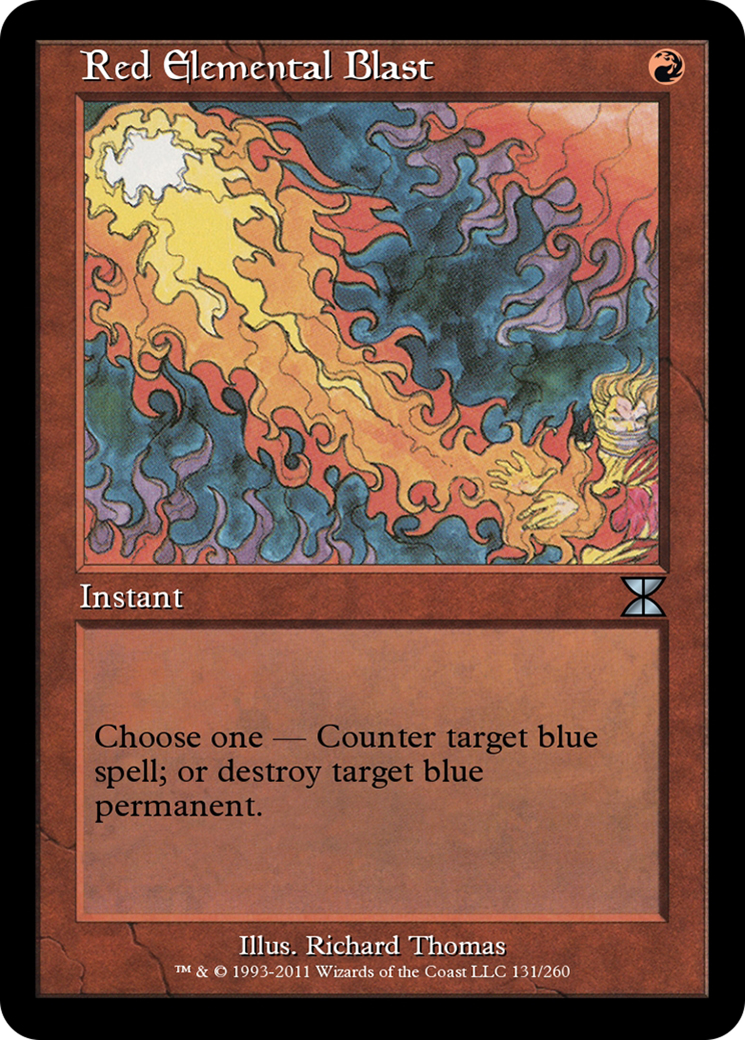 Red Elemental Blast
Instant
Choose one — Counter target blue
spell; or destroy target blue
permanent.
Illus. Richard Thomas
™ & © 1993-2011 Wizards of the Coast LLC 131/260